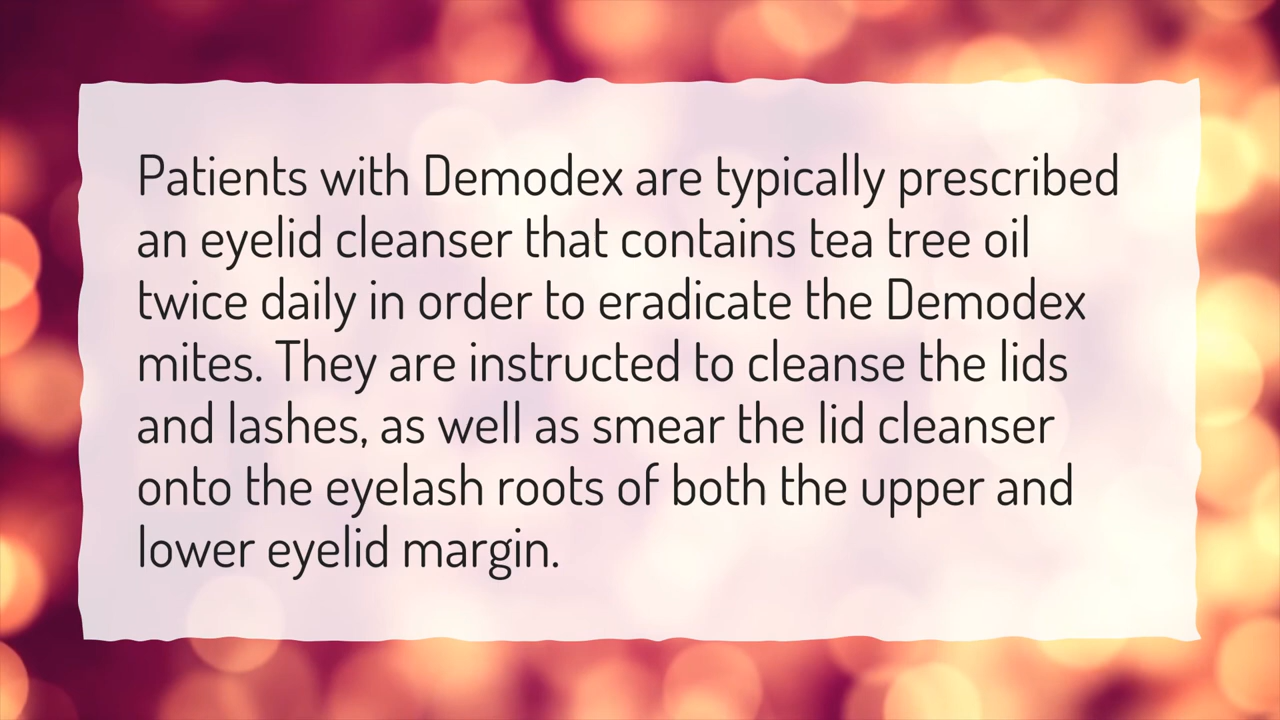 Patients with Demodex are typically prescribed
an eyelid cleanser that contains tea tree oil
twice daily in order to eradicate the Demodex
mites. They are instructed to cleanse the lids
and lashes, as well as smear the lid cleanser
onto the eyelash roots of both the upper and
lower eyelid margin.